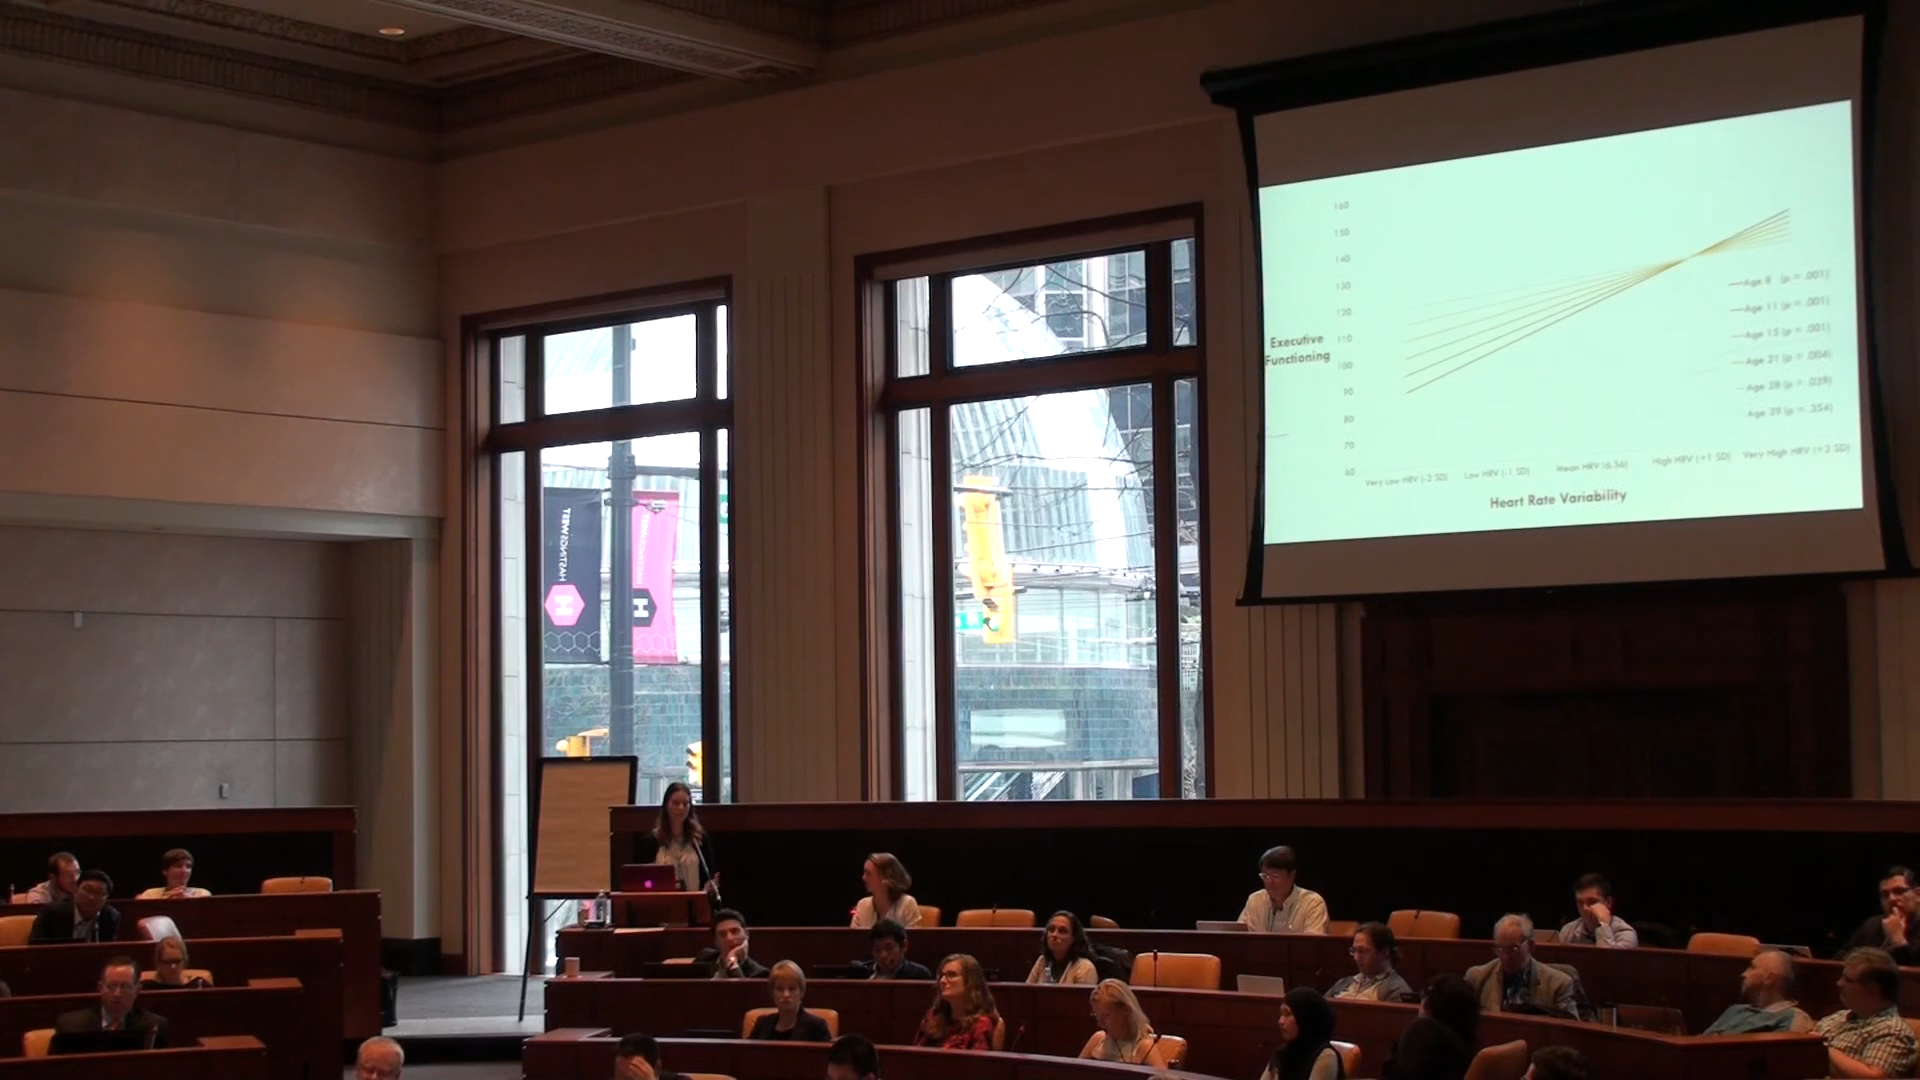 160
150
140
130
120
110
100
90
80
70
60
Executive
Functioning
Age 8 (p = .001)
Age 11 (p = .001)
Age 15 (p = .001)
Age 21 (p = .004)
Age 28 (p = .039)
Age 39 (p = .354)
Very Low HRV (-2 SD)
Low HRV (-1 SD)
Mean HRV (6.56)
High HRV (+1 SD)
Very High HRV (+2 SD)
Heart Rate Variability
HASTINGS WEST
H
H